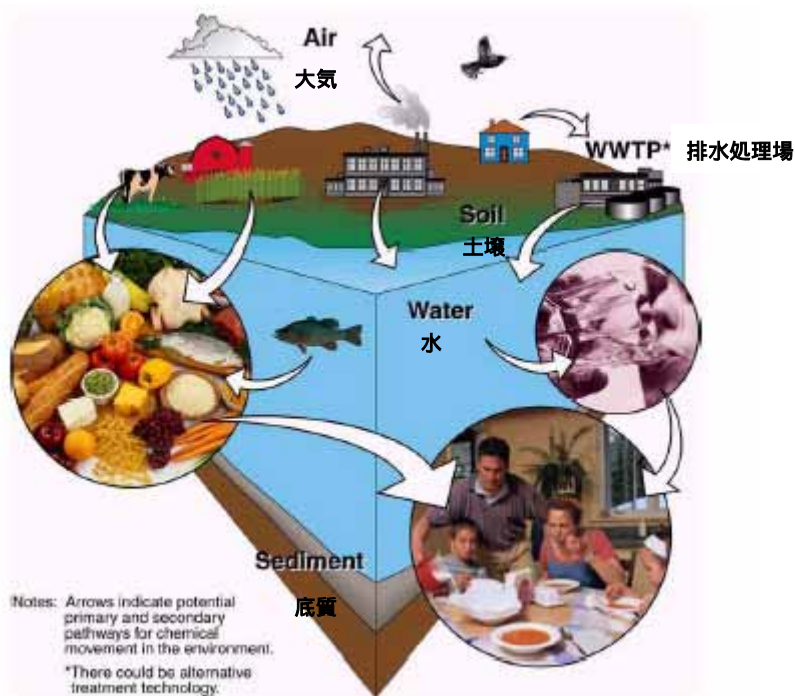 Air
大気
WWTP* 排水処理場
Soil
土壌
Water
水
Sediment
底質
Notes: Arrows indicate potential
primary and secondary
pathways for chemical
movement in the environment.
*There could be alternative
treatment technology.